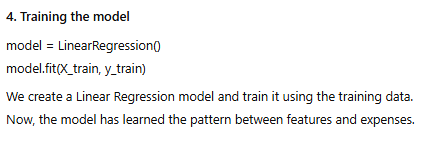 4. Training the model
model = LinearRegression()
model.fit(X_train, y_train)
We create a Linear Regression model and train it using the training data.
Now, the model has learned the pattern between features and expenses.